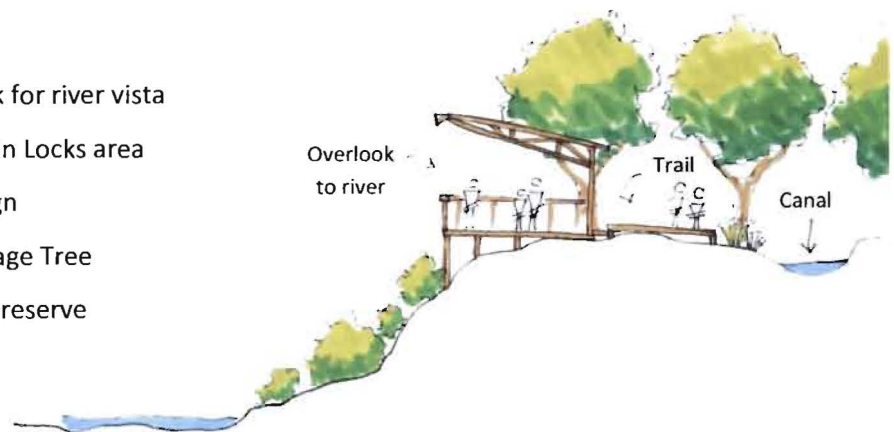 k for river vista
n Locks area
gn
age Tree
reserve
Overlook
to river
Trail
Canal